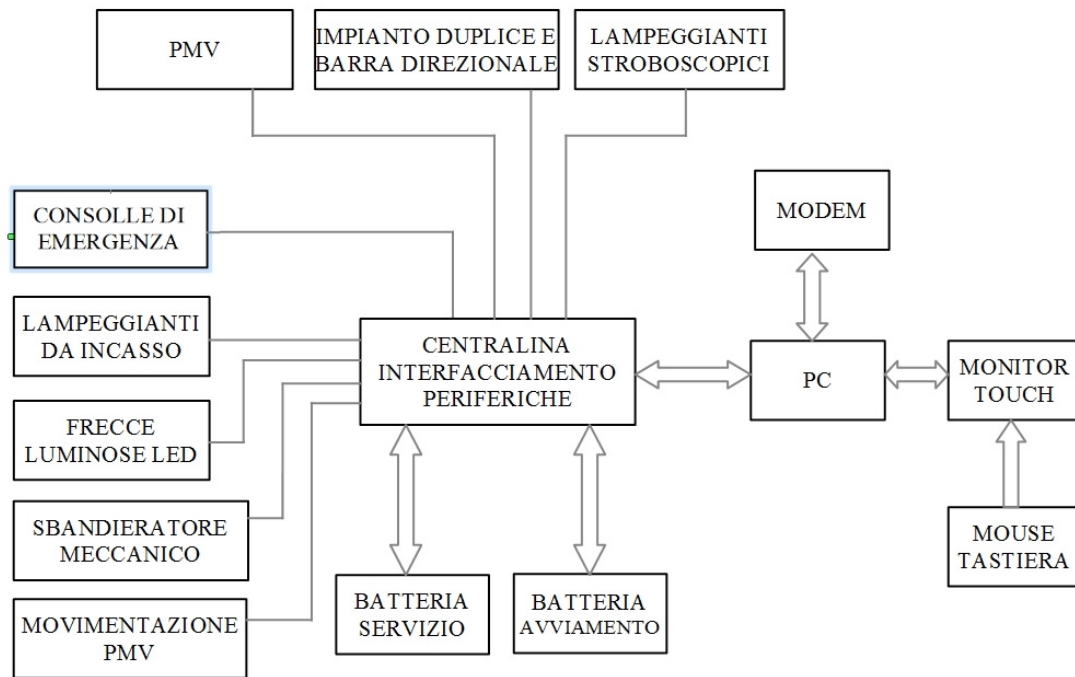 PMV
IMPIANTO DUPLICE E
BARRA DIREZIONALE
LAMPEGGIANTI
STROBOSCOPICI
CONSOLLE DI
EMERGENZA
MODEM
LAMPEGGIANTI
DA INCASSO
CENTRALINA
INTERFACCIAMENTO
PERIFERICHE
PC
MONITOR
TOUCH
FRECCE
LUMINOSE LED
SBANDIERATORE
MECCANICO
MOUSE
TASTIERA
MOVIMENTAZIONE
PMV
BATTERIA
SERVIZIO
BATTERIA
AVVIAMENTO